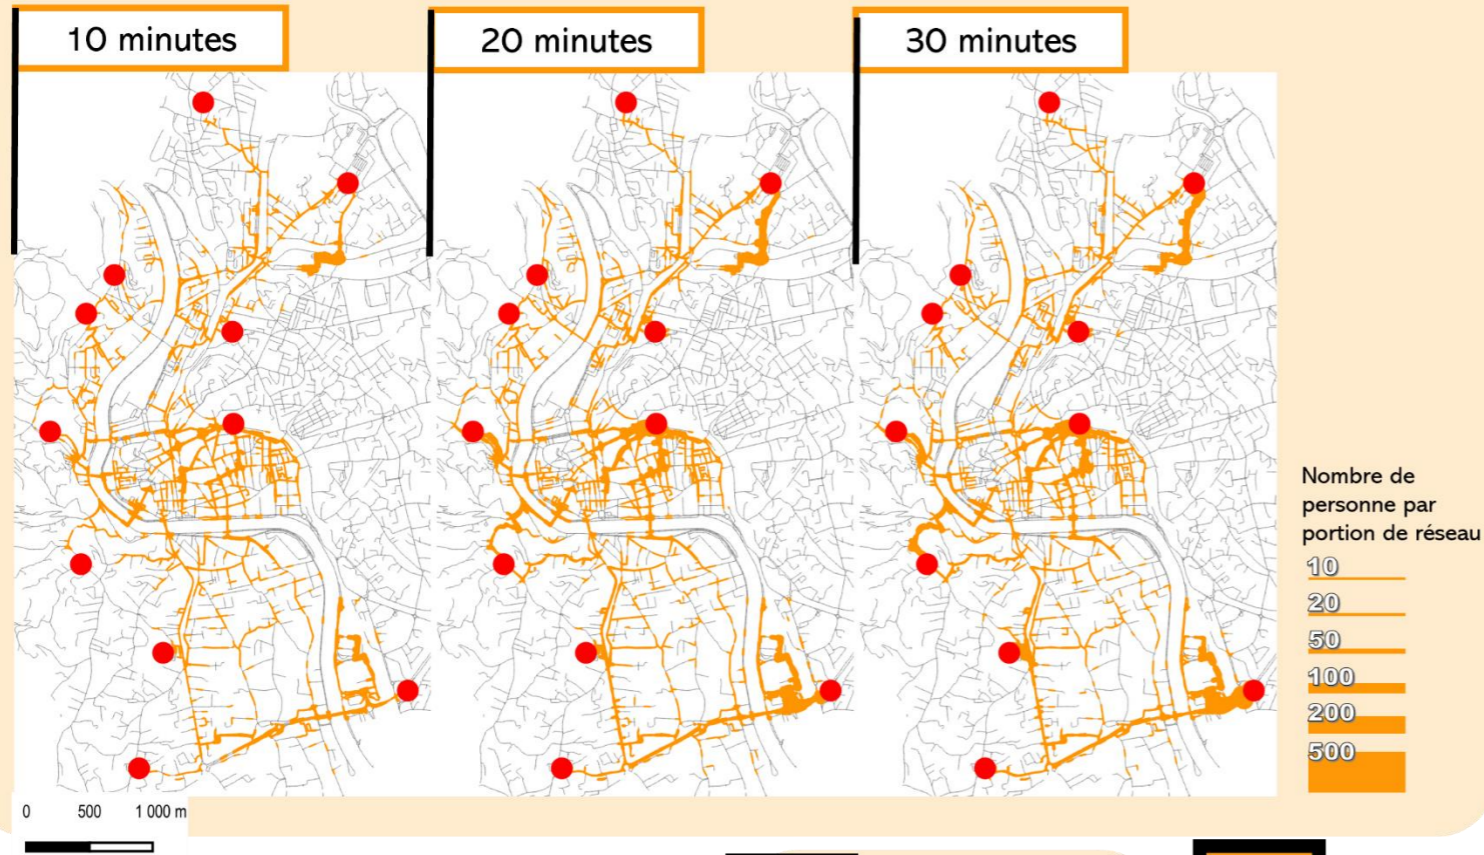 10 minutes
20 minutes
30 minutes
Nombre de
personne par
portion de réseau
10
20
50
100
200
500
0 500 1 000 m